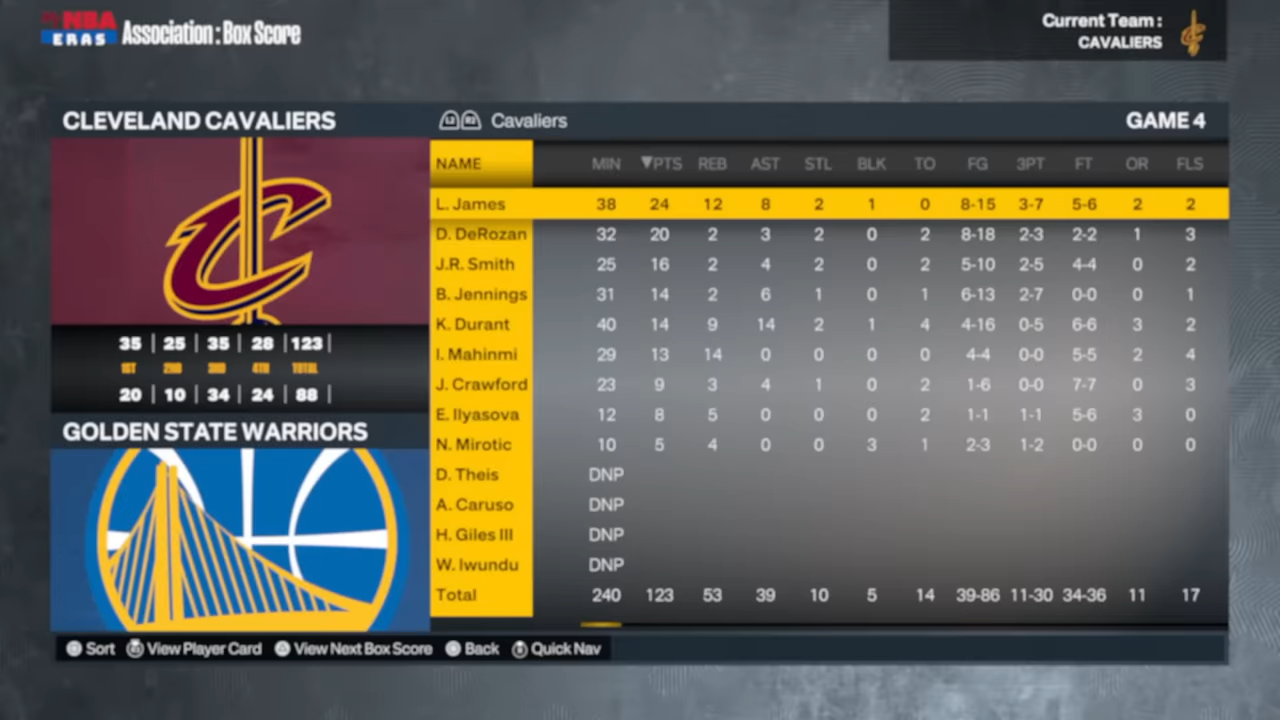 NBA
ERAS Association : Box Score
Current Team :
CAVALIERS
CLEVELAND CAVALIERS
35 | 25 | 35 | 28 | 123 |
1ST 2ND 3RD 4TH TOTAL
20 | 10 | 34 | 24 | 88 |
GOLDEN STATE WARRIORS
L2 R2 Cavaliers GAME 4
NAME MIN ▼PTS REB AST STL BLK TO FG 3PT FT OR FLS
L. James 38 24 12 8 2 1 0 8-15 3-7 5-6 2 2
D. DeRozan 32 20 2 3 2 0 2 8-18 2-3 2-2 1 3
J.R. Smith 25 16 2 4 2 0 2 5-10 2-5 4-4 0 2
B. Jennings 31 14 2 6 1 0 1 6-13 2-7 0-0 0 1
K. Durant 40 14 9 14 2 1 4 4-16 0-5 6-6 3 2
I. Mahinmi 29 13 14 0 0 0 0 4-4 0-0 5-5 2 4
J. Crawford 23 9 3 4 1 0 2 1-6 0-0 7-7 0 3
E. Ilyasova 12 8 5 0 0 0 2 1-1 1-1 5-6 3 0
N. Mirotic 10 5 4 0 0 3 1 2-3 1-2 0-0 0 0
D. Theis DNP
A. Caruso DNP
H. Giles III DNP
W. Iwundu DNP
Total 240 123 53 39 10 5 14 39-86 11-30 34-36 11 17
Sort View Player Card View Next Box Score Back Quick Nav